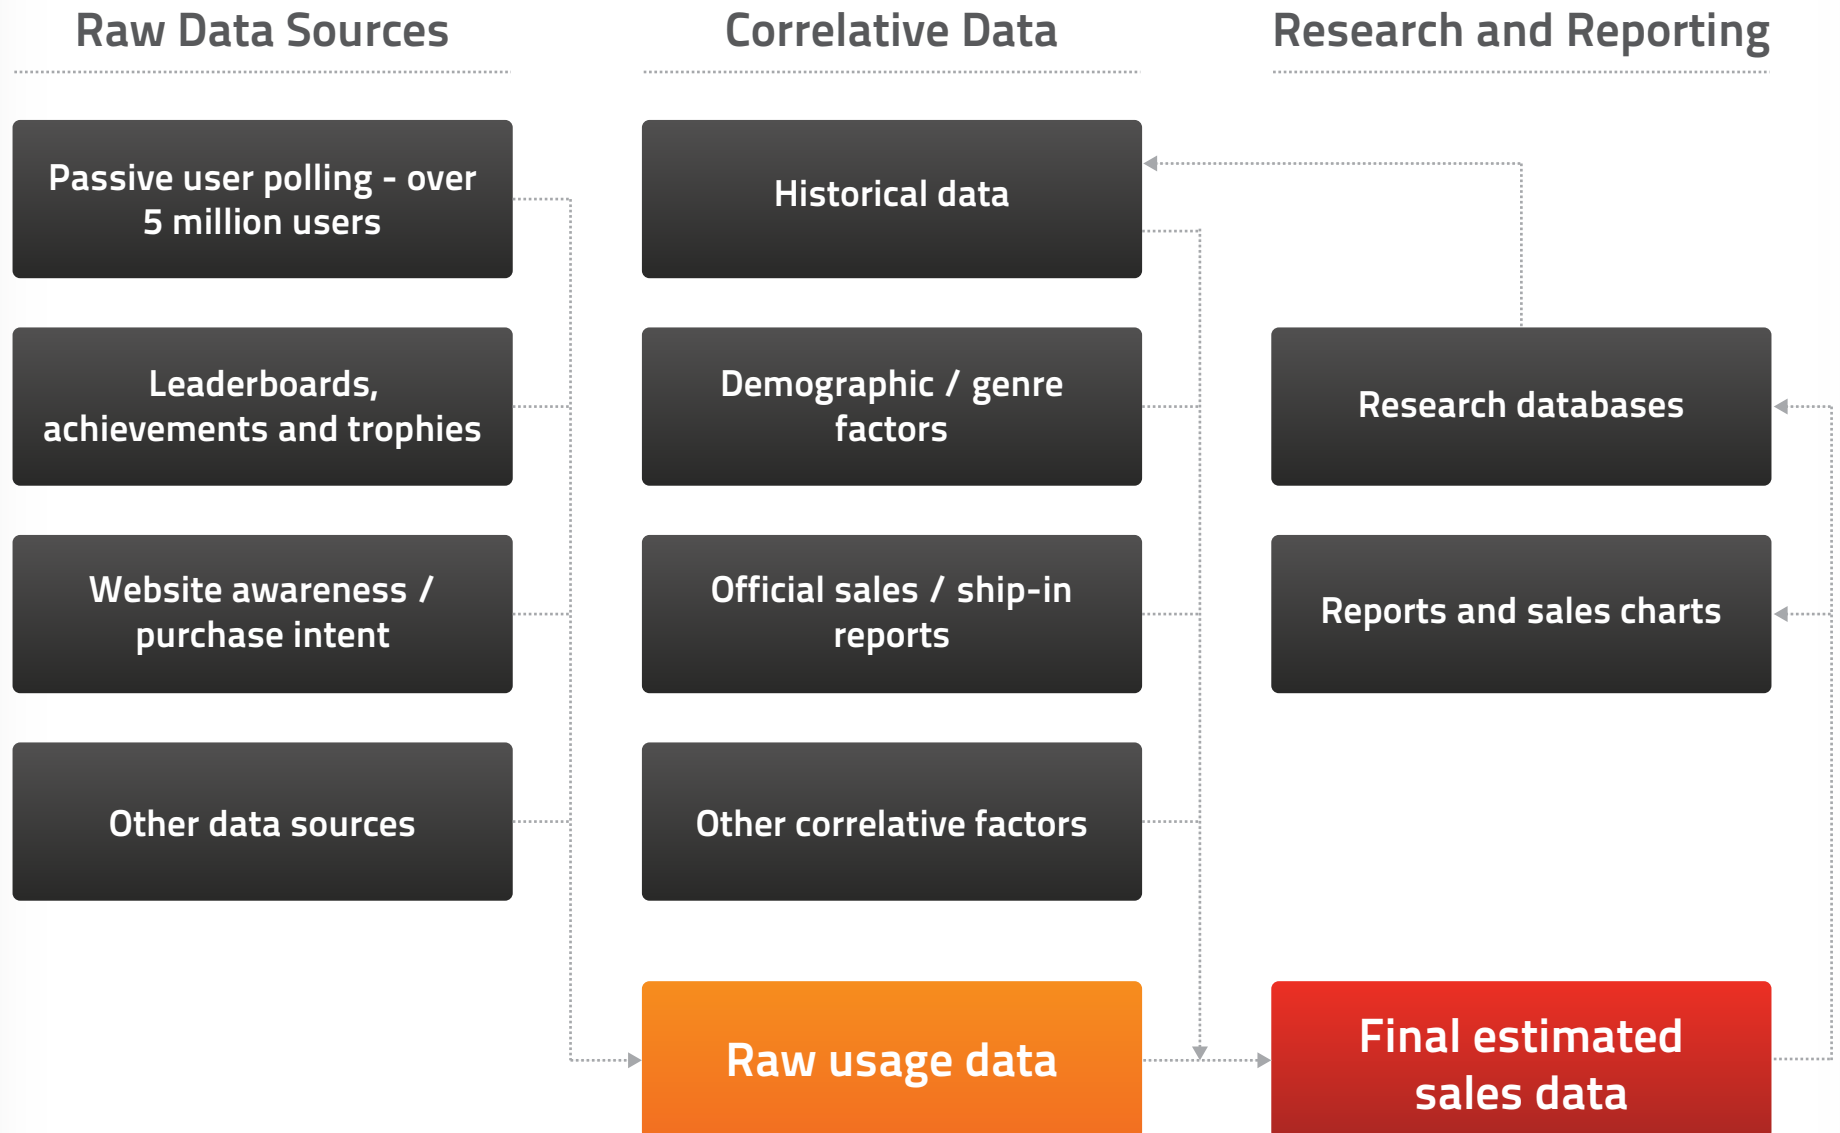 Raw Data Sources
Passive user polling - over
5 million users
Leaderboards,
achievements and trophies
Website awareness /
purchase intent
Other data sources
Correlative Data
Historical data
Demographic / genre
factors
Official sales / ship-in
reports
Other correlative factors
Raw usage data
Research and Reporting
Research databases
Reports and sales charts
Final estimated
sales data